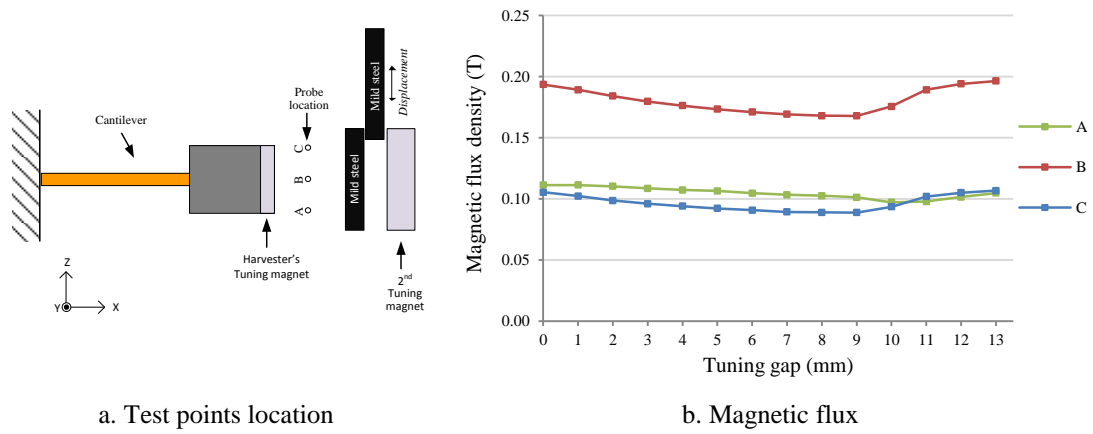 Cantilever
Probe
location
A
B
C
Mild steel
Mild steel
Displacement
Harvester's
Tuning magnet
2nd
Tuning
magnet
Z
Y
X
a. Test points location
Magnetic flux density (T)
0.25
0.20
0.15
0.10
0.05
0.00
0 1 2 3 4 5 6 7 8 9 10 11 12 13
Tuning gap (mm)
A
B
C
b. Magnetic flux